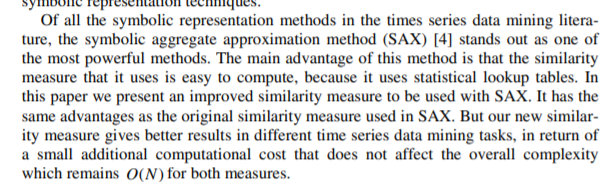 symbolic representation techniques.
Of all the symbolic representation methods in the times series data mining litera-
ture, the symbolic aggregate approximation method (SAX) [4] stands out as one of
the most powerful methods. The main advantage of this method is that the similarity
measure that it uses is easy to compute, because it uses statistical lookup tables. In
this paper we present an improved similarity measure to be used with SAX. It has the
same advantages as the original similarity measure used in SAX. But our new similar-
ity measure gives better results in different time series data mining tasks, in return of
a small additional computational cost that does not affect the overall complexity
which remains O(N) for both measures.